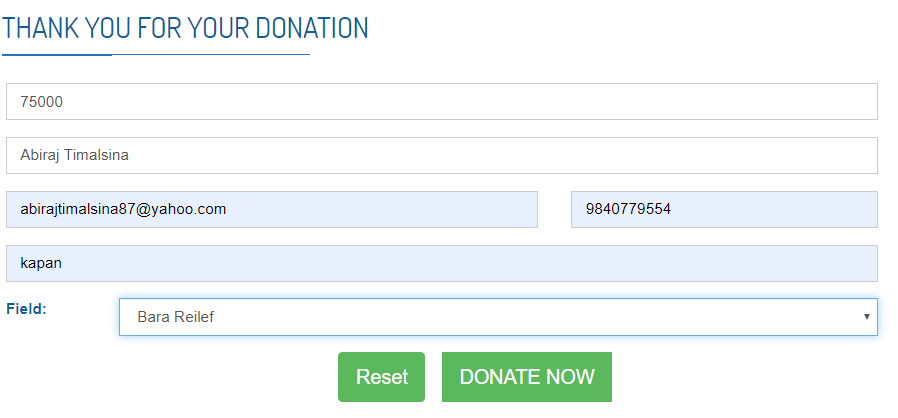 THANK YOU FOR YOUR DONATION
75000
Abiraj Timalsina
abirajtimalsina87@yahoo.com 9840779554
kapan
Field: Bara Reilef
Reset DONATE NOW